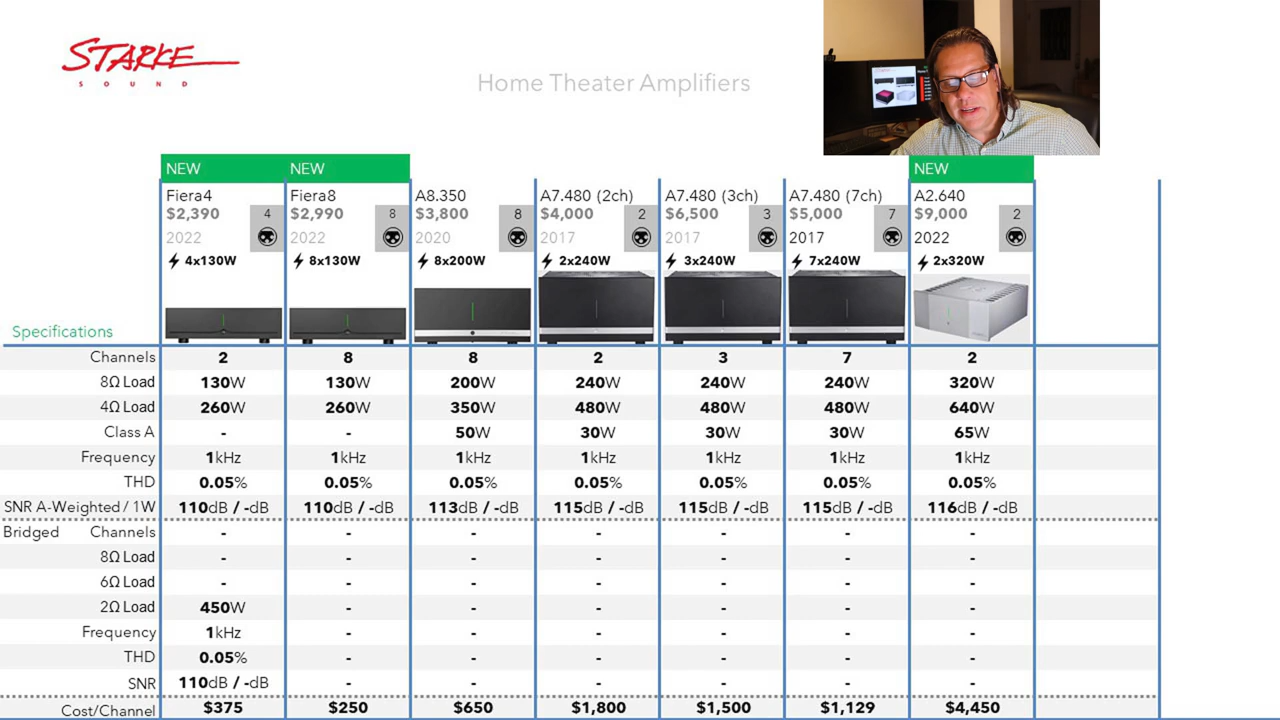 STARKE
SOUND
Home Theater Amplifiers
NEW NEW NEW
Fiera4 Fiera8 A8.350 A7.480 (2ch) A7.480 (3ch) A7.480 (7ch) A2.640
$2,390 4 $2,990 8 $3,800 8 $4,000 2 $6,500 3 $5,000 7 $9,000 2
2022 2022 2020 2017 2017 2017 2022
4x130W 8x130W 8x200W 2x240W 3x240W 7x240W 2x320W
Specifications
Channels 2 8 8 2 3 7 2
8Ω Load 130W 130W 200W 240W 240W 240W 320W
4Ω Load 260W 260W 350W 480W 480W 480W 640W
Class A - - 50W 30W 30W 30W 65W
Frequency 1kHz 1kHz 1kHz 1kHz 1kHz 1kHz 1kHz
THD 0.05% 0.05% 0.05% 0.05% 0.05% 0.05% 0.05%
SNR A-Weighted / 1W 110dB / -dB 110dB / -dB 113dB / -dB 115dB / -dB 115dB / -dB 115dB / -dB 116dB / -dB
Bridged Channels - - - - - - -
8Ω Load - - - - - - -
6Ω Load - - - - - - -
2Ω Load 450W - - - - - -
Frequency 1kHz - - - - - -
THD 0.05% - - - - - -
SNR 110dB / -dB - - - - - -
Cost/Channel $375 $250 $650 $1,800 $1,500 $1,129 $4,450